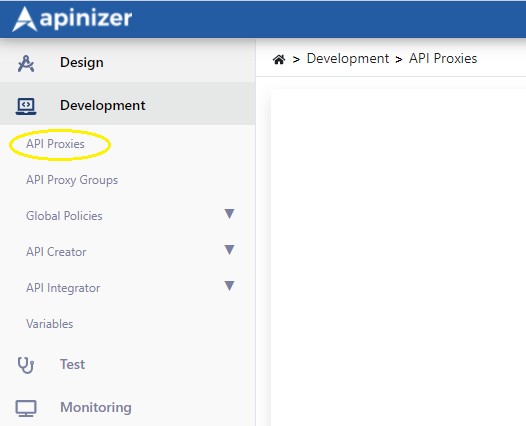 apinizer
Design
> Development > API Proxies
Development
API Proxies
API Proxy Groups
Global Policies
API Creator
API Integrator
Variables
Test
Monitoring